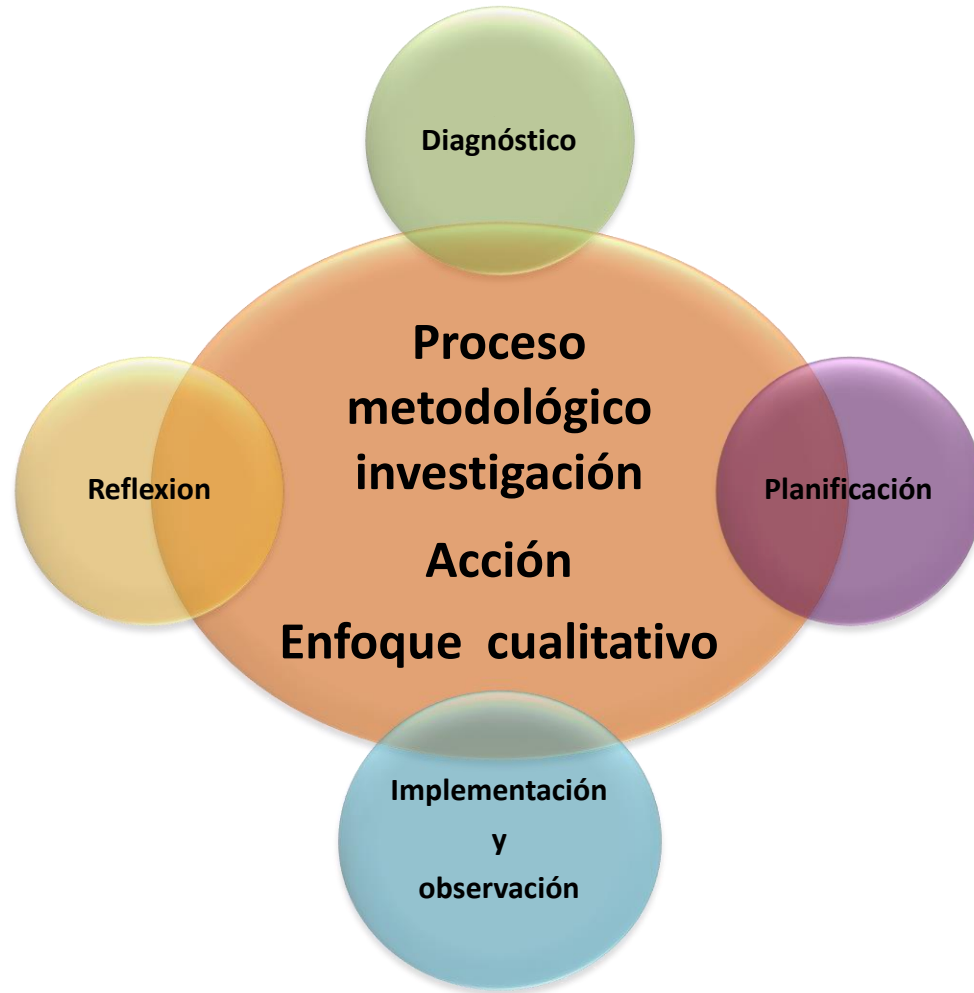 Diagnóstico
Proceso
metodológico
investigación
Acción
Enfoque cualitativo
Reflexion
Planificación
Implementación
y
observación